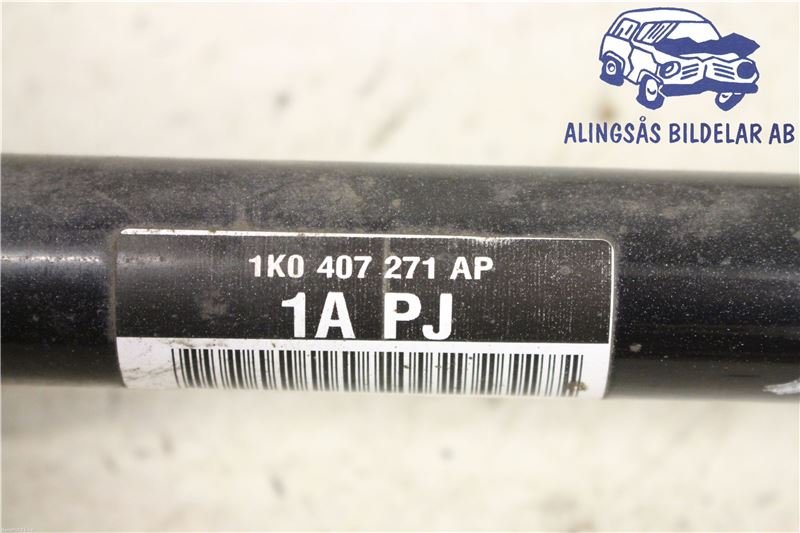 ALINGSÅS BILDELAR AB
1K0 407 271 AP
1A PJ